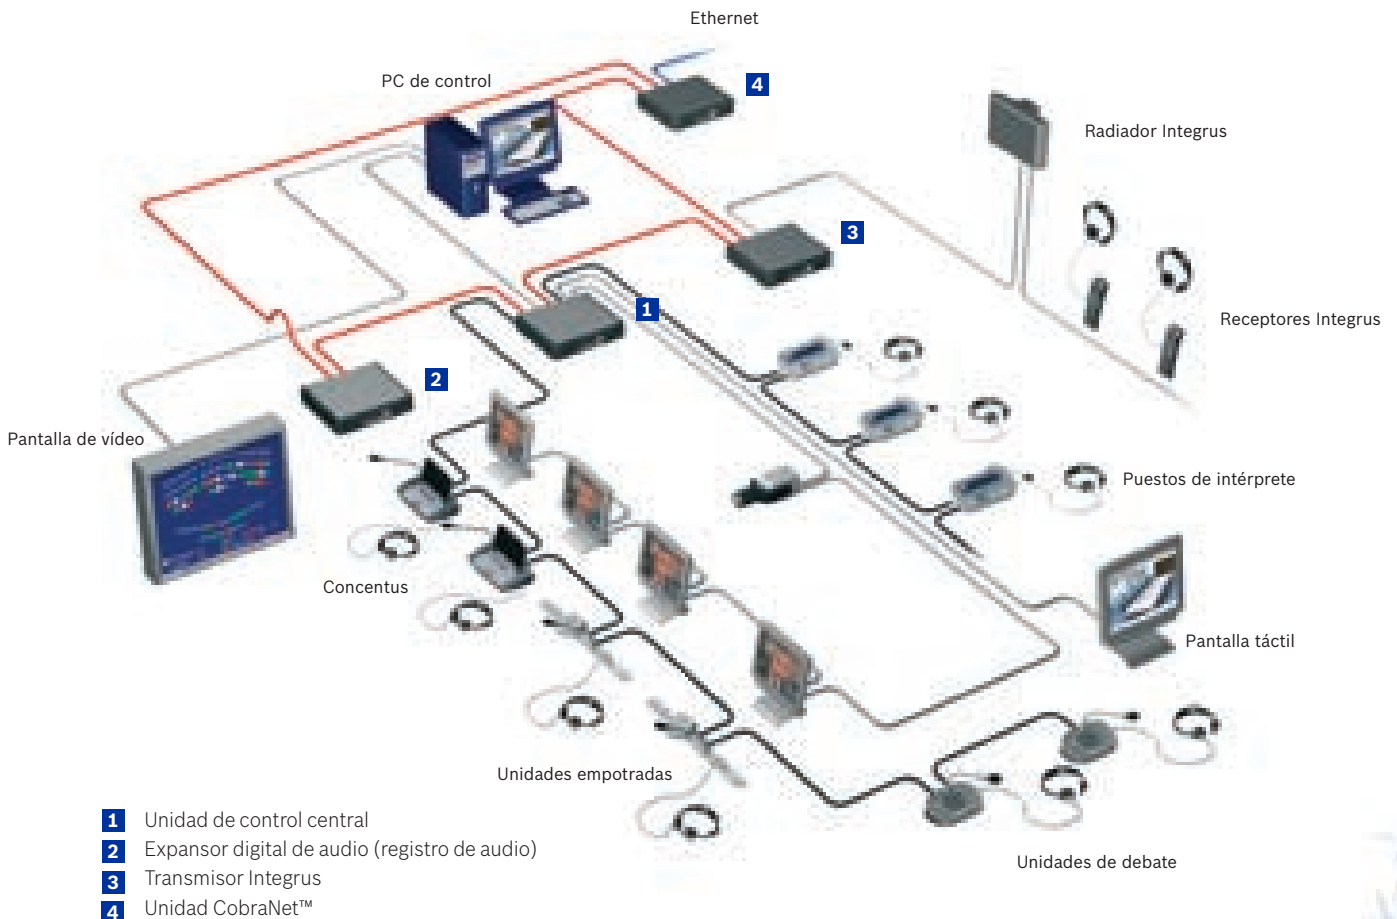 Ethernet
PC de control
4
Radiador Integrus
3
1
Receptores Integrus
2
Pantalla de vídeo
Puestos de intérprete
Concentus
Pantalla táctil
Unidades empotradas
Unidades de debate
1 Unidad de control central
2 Expansor digital de audio (registro de audio)
3 Transmisor Integrus
4 Unidad CobraNet™